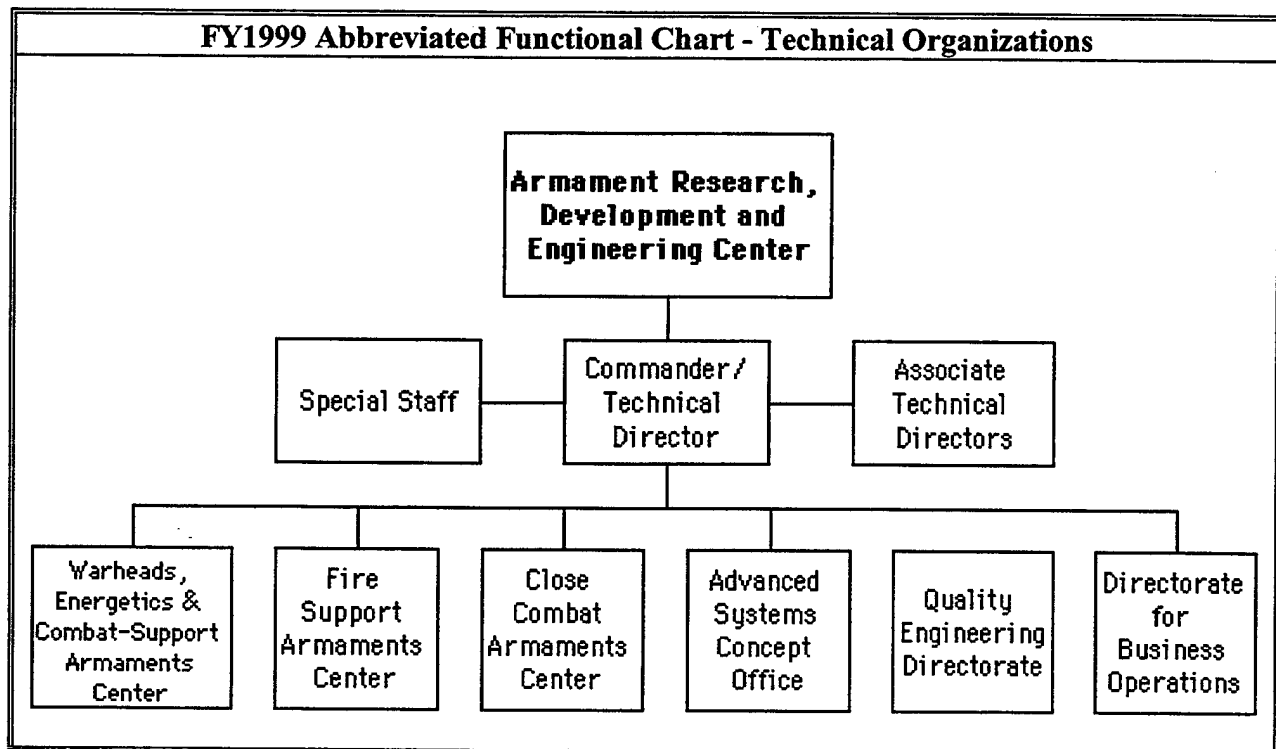 FY1999 Abbreviated Functional Chart - Technical Organizations
Armament Research,
Development and
Engineering Center
Special Staff
Commander/
Technical
Director
Associate
Technical
Directors
Warheads,
Energetics &
Combat-Support
Armaments
Center
Fire
Support
Armaments
Center
Close
Combat
Armaments
Center
Advanced
Systems
Concept
Office
Quality
Engineering
Directorate
Directorate
for
Business
Operations